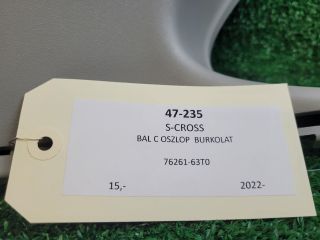 47-235
S-CROSS
BAL C OSZLOP BURKOLAT
76261-63T0
15,- 2022-